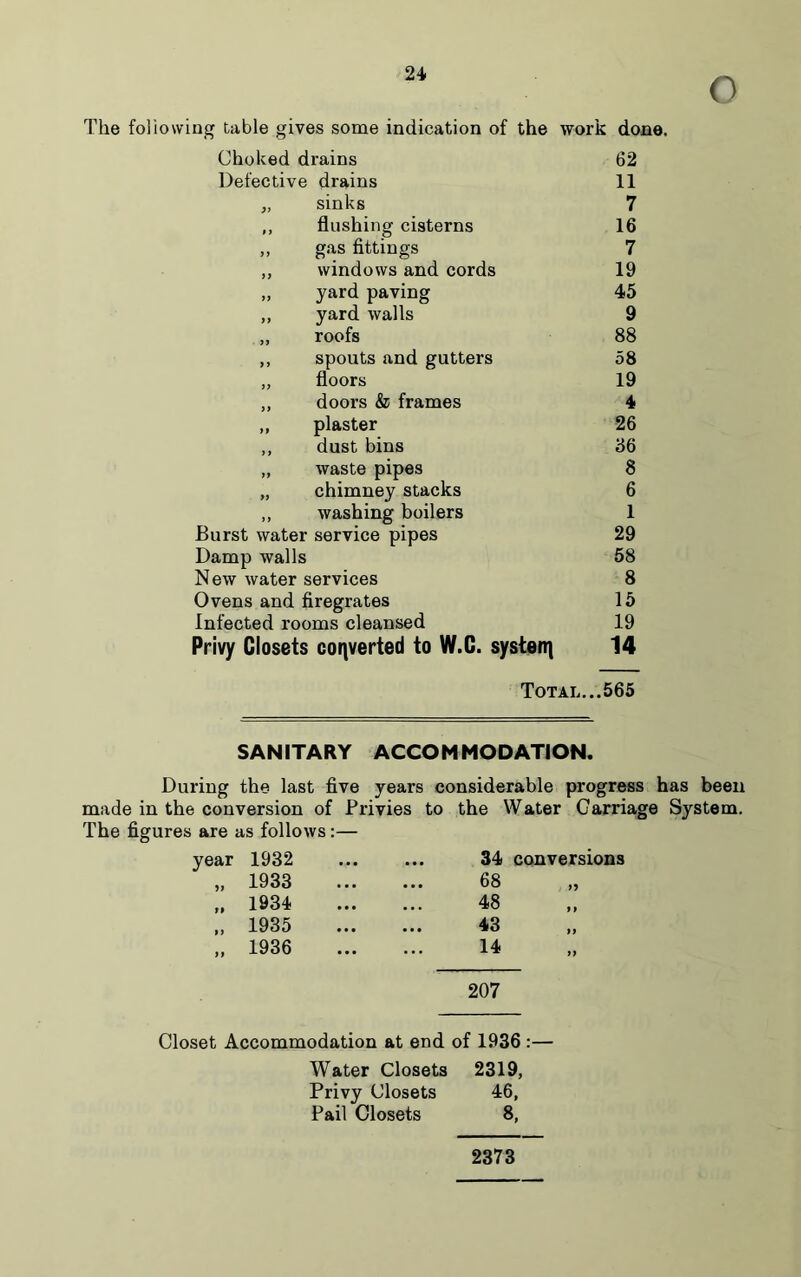 24
The following table gives some indication of the work done.
Choked drains 62
Defective drains 11
„ sinks 7
„ flushing cisterns 16
„ gas fittings 7
„ windows and cords 19
„ yard paving 45
„ yard walls 9
„ roofs 88
„ spouts and gutters 58
„ floors 19
„ doors & frames 4
„ plaster 26
„ dust bins 36
„ waste pipes 8
„ chimney stacks 6
„ washing boilers 1
Burst water service pipes 29
Damp walls 58
New water services 8
Ovens and firegrates 15
Infected rooms cleansed 19
Privy Closets converted to W.C. system 14
TOTAL...565
SANITARY ACCOMMODATION.
During the last five years considerable progress has been
made in the conversion of Privies to the Water Carriage System.
The figures are as follows:—
year 1932 ... ... 34 conversions
„ 1933 ... ... 68 „
„ 1934 ... ... 48 „
„ 1935 ... ... 43 „
„ 1936 ... ... 14 „
207
Closet Accommodation at end of 1936:—
Water Closets 2319,
Privy Closets 46,
Pail Closets 8,
2373